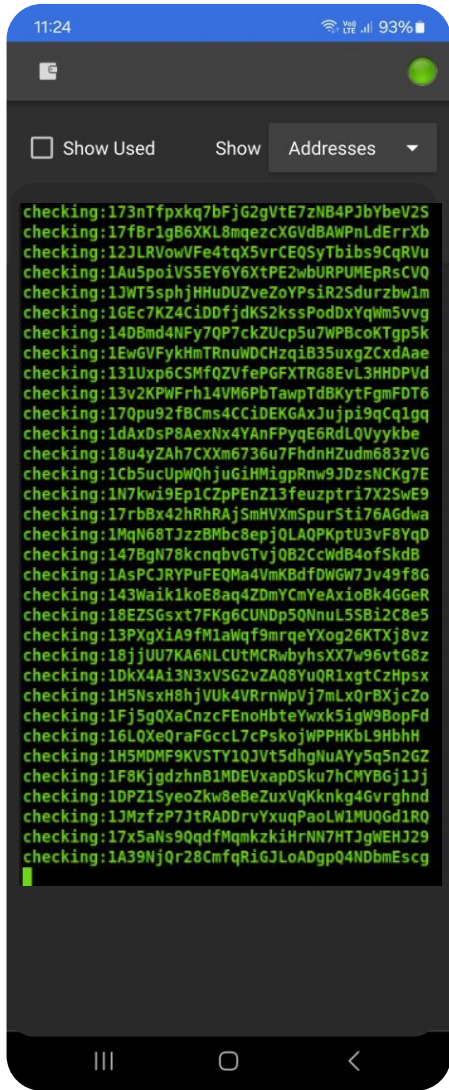 11:24
VoD LTE 93%
Show Used
Show
Addresses
checking:173nTfpxkq7bFjG2gVtE7zNB4PJbYbeV2S
checking:17fBr1gB6XKL8mqezcXGVdBAWPnLdErrXb
checking:12JLRVowVFe4tqX5vrCEQSyTbibs9CqRVu
checking:1Au5poiVS5EY6Y6XtPE2wbURPUMEpRsCVQ
checking:1JWT5sphjHHuDUZveZoYPsiR2Sdurzbw1m
checking:1GEc7KZ4CiDDfjdKS2kssPodDxYqWm5vvg
checking:14DBmd4NFy7QP7ckZUcp5u7WPBcoKTgp5k
checking:1EwGVFykHmTRnuWDCHzqiB35uxgZCxdAae
checking:131Uxp6CSMfQZVfePGFXTRG8EvL3HHDPVd
checking:13v2KPWFrh14VM6PbTawpTdBKytFgmFDT6
checking:17Qpu92fBCms4CCiDEKGAxJujpi9qCq1gq
checking:1dAxDsP8AexNx4YAnFPyqE6RdLQVyykbe
checking:18u4yZAh7CXXm6736u7FhdnHZudm683zVG
checking:1Cb5ucUpWQhjuGiHMigpRnw9JDzsNCKg7E
checking:1N7kwi9Ep1CZpPEnZ13feuzptri7X2SwE9
checking:17rbBx42hRhRAjSmHVXmSpurSti76AGdwa
checking:1MqN68TJzzBMbc8epjQLAQPKptU3vF8YqD
checking:147BgN78kcnqbvGTvjQB2CcWdB4ofSkdB
checking:1AsPCJRYPuFEQMa4VmKBdfDWGW7Jv49f8G
checking:143Waik1koE8aq4ZDmYCmYeAxioBk4GGeR
checking:18EZSGsxt7FKg6CUNDp5QNnuL5SBi2C8e5
checking:13PXgXiA9fM1aWqf9mrqeYXog26KTXj8vz
checking:18jjUU7KA6NLCUtMCRwbyhsXX7w96vtG8z
checking:1DkX4Ai3N3xVSG2vZAQ8YuQR1xgtCzHpsx
checking:1H5NsxH8hjVUk4VRrnWpVj7mLxQrBXjcZo
checking:1Fj5gQXaCnzcFEnoHbteYwxk5igW9BopFd
checking:16LQXeQraFGccL7cPskojWPPHKbL9HbhH
checking:1H5MDMF9KVSTY1QJVt5dhgNuAYy5q5n2GZ
checking:1F8KjgdzhnB1MDEVxapDSku7hCMYBGj1Jj
checking:1DPZ1SyeoZkw8eBeZuxVqKknkg4Gvrghnd
checking:1JMzfzP7JtRADDrvYxuqPaoLW1MUQGd1RQ
checking:17x5aNs9QqdfMqmkzkiHrNN7HTJgWEHJ29
checking:1A39NjQr28CmfqRiGJLoADgpQ4NDbmEscg